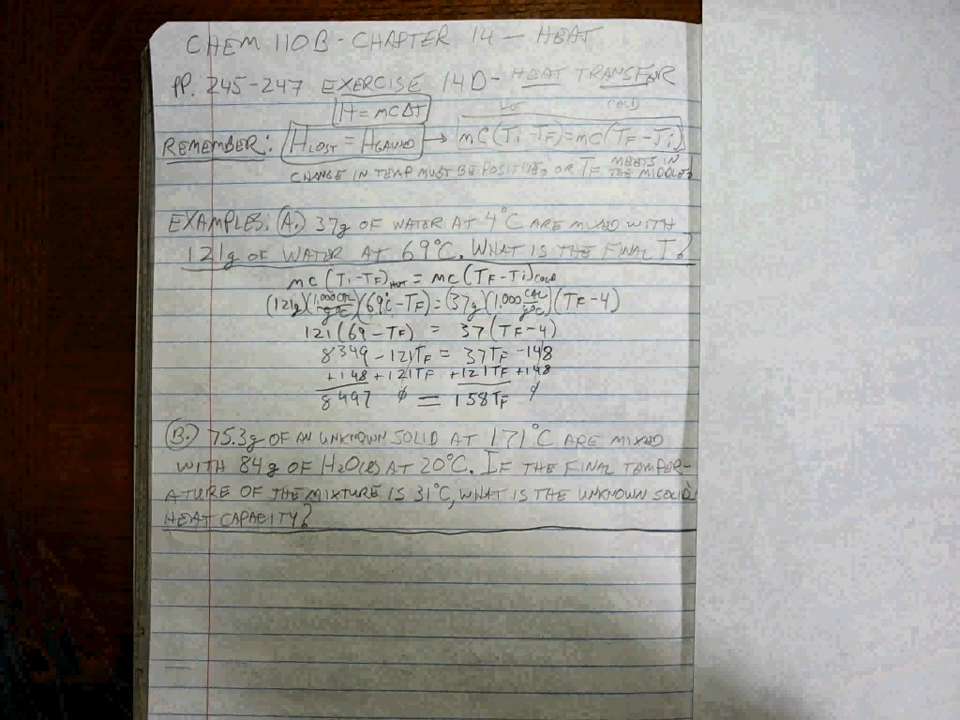 CHEM 110B - CHAPTER 14 - HEAT
PP. 245-247 EXERCISE 14D - HEAT TRANSFER
H = mCΔT
HOT COLD
REMEMBER: H LOST = H GAINED → mC(Ti - TF) = mC(TF - Ti)
CHANGE IN TEMP MUST BE POSITIVE, OR TF MEETS IN THE MIDDLE
EXAMPLES: (A.) 37g OF WATER AT 4°C ARE MIXED WITH
121g OF WATER AT 69°C. WHAT IS THE FINAL T?
mC(Ti - TF)HOT = mC(TF - Ti)COLD
(121g)(1.000 CAL/g°C)(69°C - TF) = (37g)(1.000 CAL/g°C)(TF - 4)
121(69 - TF) = 37(TF - 4)
8349 - 121TF = 37TF - 148
+148 + 121TF +121TF +148
8497 ∅ = 158TF ∅
(B.) 75.3g OF AN UNKNOWN SOLID AT 171°C ARE MIXED
WITH 84g OF H2O(l) AT 20°C. IF THE FINAL TEMPER-
ATURE OF THE MIXTURE IS 31°C, WHAT IS THE UNKNOWN SOLID
HEAT CAPACITY?